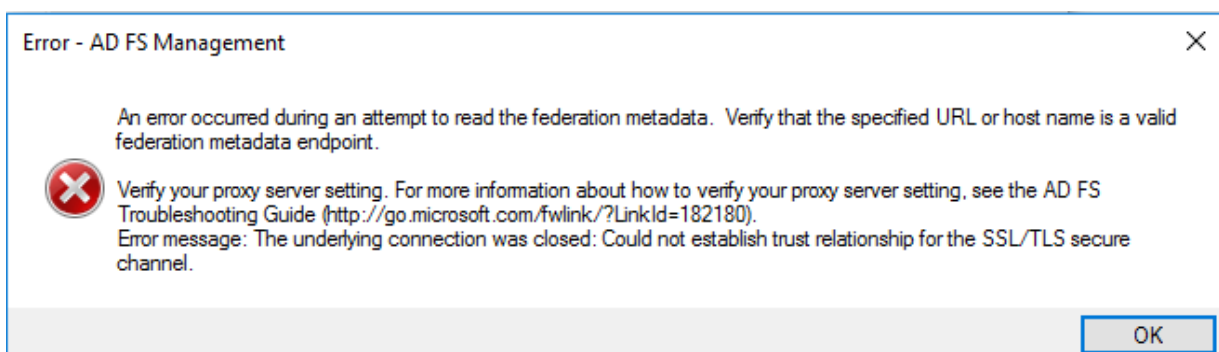 Error - AD FS Management
An error occurred during an attempt to read the federation metadata.  Verify that the specified URL or host name is a valid
federation metadata endpoint.
Verify your proxy server setting. For more information about how to verify your proxy server setting, see the AD FS
Troubleshooting Guide (http://go.microsoft.com/fwlink/?LinkId=182180).
Error message: The underlying connection was closed: Could not establish trust relationship for the SSL/TLS secure
channel.
OK